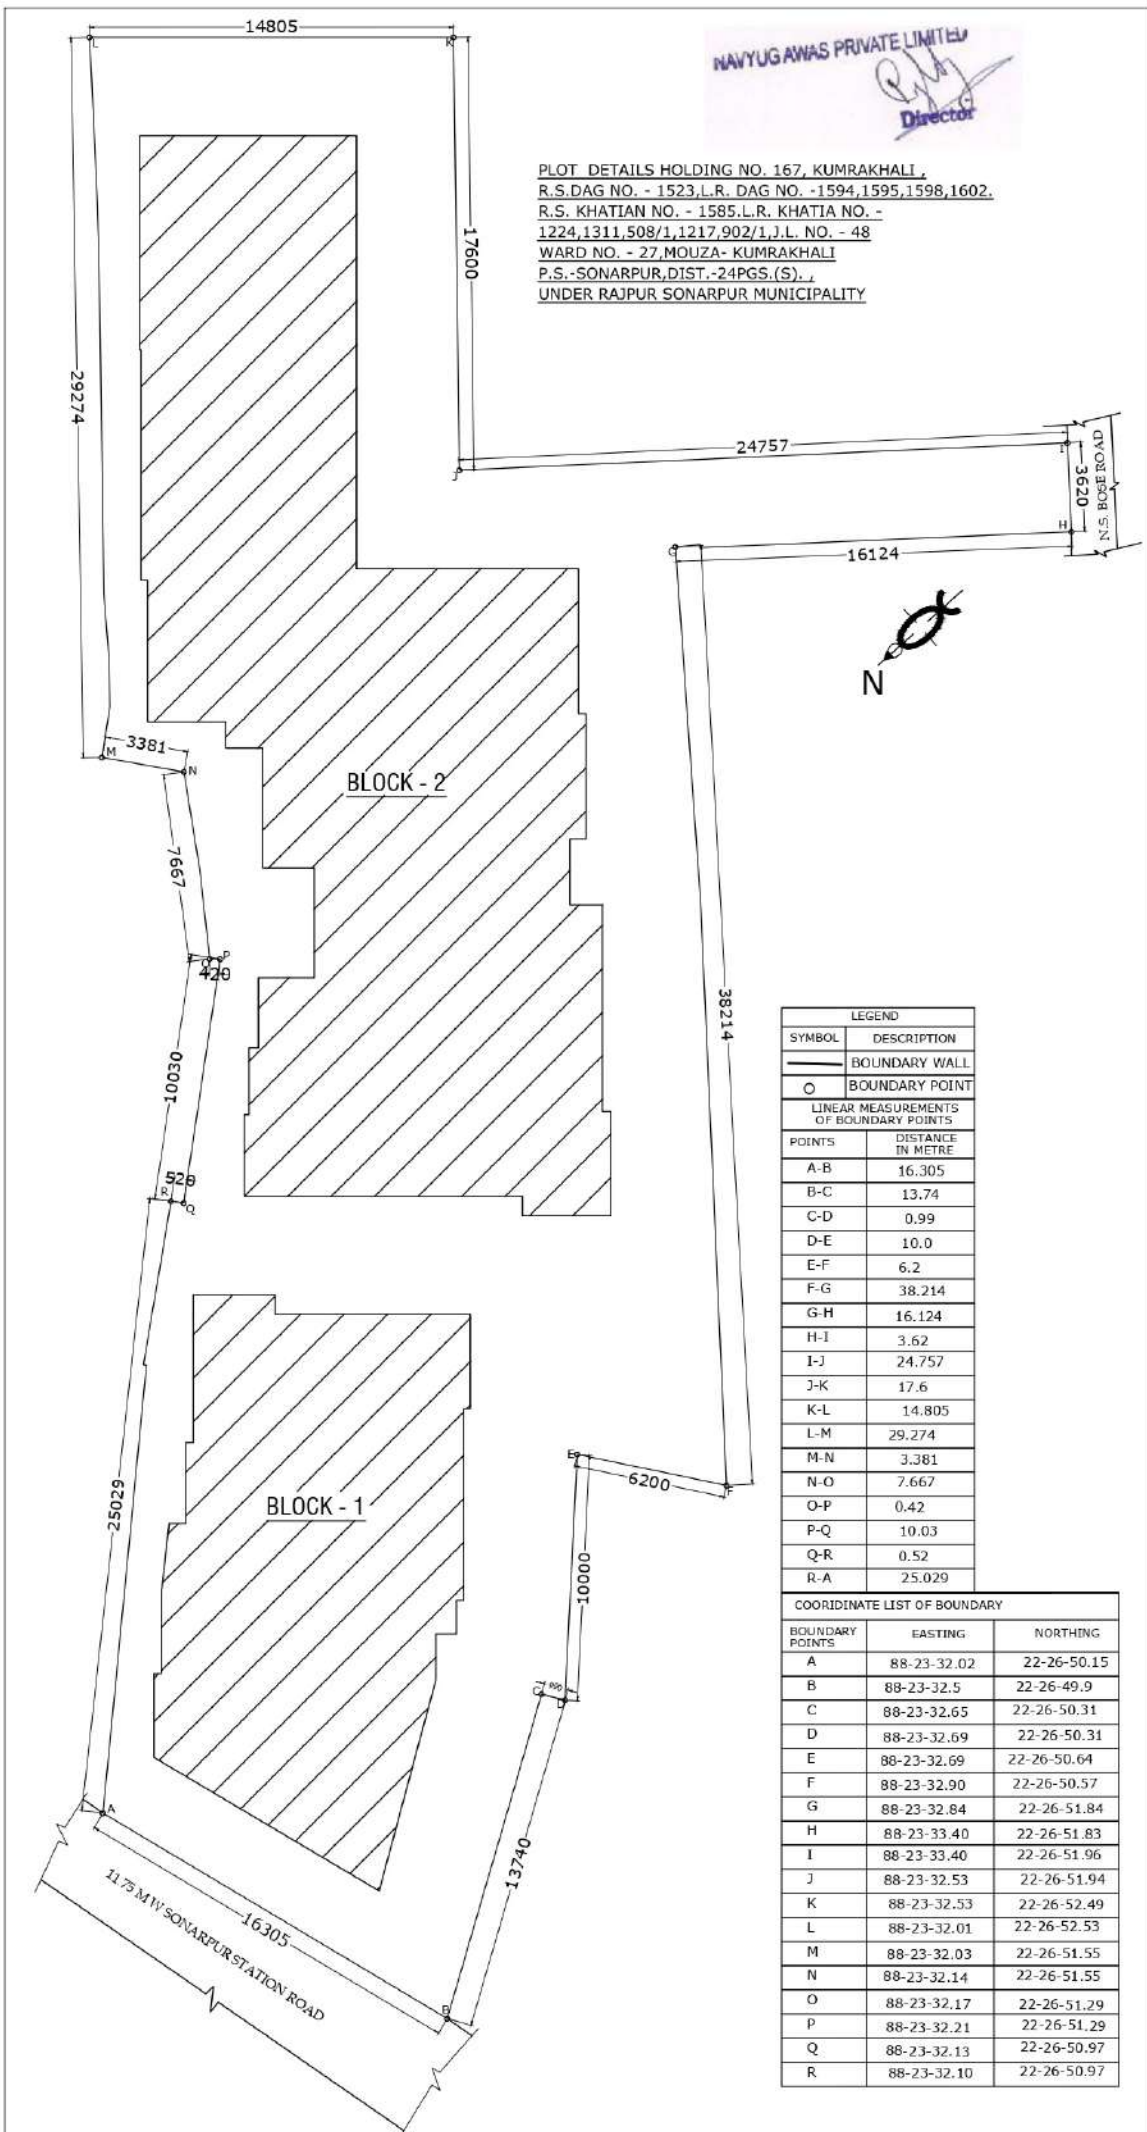 14805
L
K
NAVYUG AWAS PRIVATE LIMITED
Director
PLOT DETAILS HOLDING NO. 167, KUMRAKHALI ,
R.S.DAG NO. - 1523,L.R. DAG NO. -1594,1595,1598,1602.
R.S. KHATIAN NO. - 1585.L.R. KHATIA NO. -
1224,1311,508/1,1217,902/1,J.L. NO. - 48
WARD NO. - 27,MOUZA- KUMRAKHALI
P.S.-SONARPUR,DIST.-24PGS.(S). ,
UNDER RAJPUR SONARPUR MUNICIPALITY
17600
29274
24757
I
J
3620
N.S. BOSE ROAD
H
G
16124
N
M
3381
N
BLOCK - 2
7667
O
P
420
38214
10030
520
R
Q
LEGEND
SYMBOL DESCRIPTION
BOUNDARY WALL
BOUNDARY POINT
LINEAR MEASUREMENTS
OF BOUNDARY POINTS
POINTS DISTANCE
IN METRE
A-B 16.305
B-C 13.74
C-D 0.99
D-E 10.0
E-F 6.2
F-G 38.214
G-H 16.124
H-I 3.62
I-J 24.757
J-K 17.6
K-L 14.805
L-M 29.274
M-N 3.381
N-O 7.667
O-P 0.42
P-Q 10.03
Q-R 0.52
R-A 25.029
25029
BLOCK - 1
E
6200
F
10000
C
990
D
A
13740
16305
B
11.75 M W SONARPUR STATION ROAD
COORIDINATE LIST OF BOUNDARY
BOUNDARY
POINTS EASTING NORTHING
A 88-23-32.02 22-26-50.15
B 88-23-32.5 22-26-49.9
C 88-23-32.65 22-26-50.31
D 88-23-32.69 22-26-50.31
E 88-23-32.69 22-26-50.64
F 88-23-32.90 22-26-50.57
G 88-23-32.84 22-26-51.84
H 88-23-33.40 22-26-51.83
I 88-23-33.40 22-26-51.96
J 88-23-32.53 22-26-51.94
K 88-23-32.53 22-26-52.49
L 88-23-32.01 22-26-52.53
M 88-23-32.03 22-26-51.55
N 88-23-32.14 22-26-51.55
O 88-23-32.17 22-26-51.29
P 88-23-32.21 22-26-51.29
Q 88-23-32.13 22-26-50.97
R 88-23-32.10 22-26-50.97